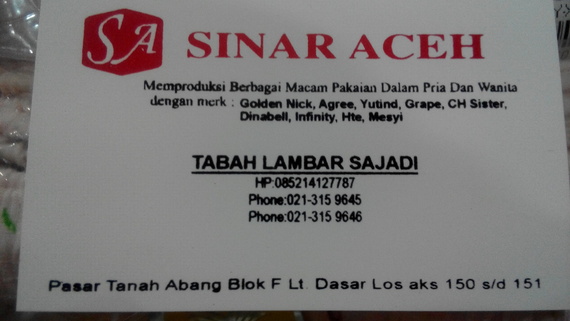 SA SINAR ACEH
Memproduksi Berbagai Macam Pakaian Dalam Pria Dan Wanita
dengan merk : Golden Nick, Agree, Yutind, Grape, CH Sister,
Dinabell, Infinity, Hte, Mesyi
TABAH LAMBAR SAJADI
HP:085214127787
Phone:021-315 9645
Phone:021-315 9646
Pasar Tanah Abang Blok F Lt. Dasar Los aks 150 s/d 151